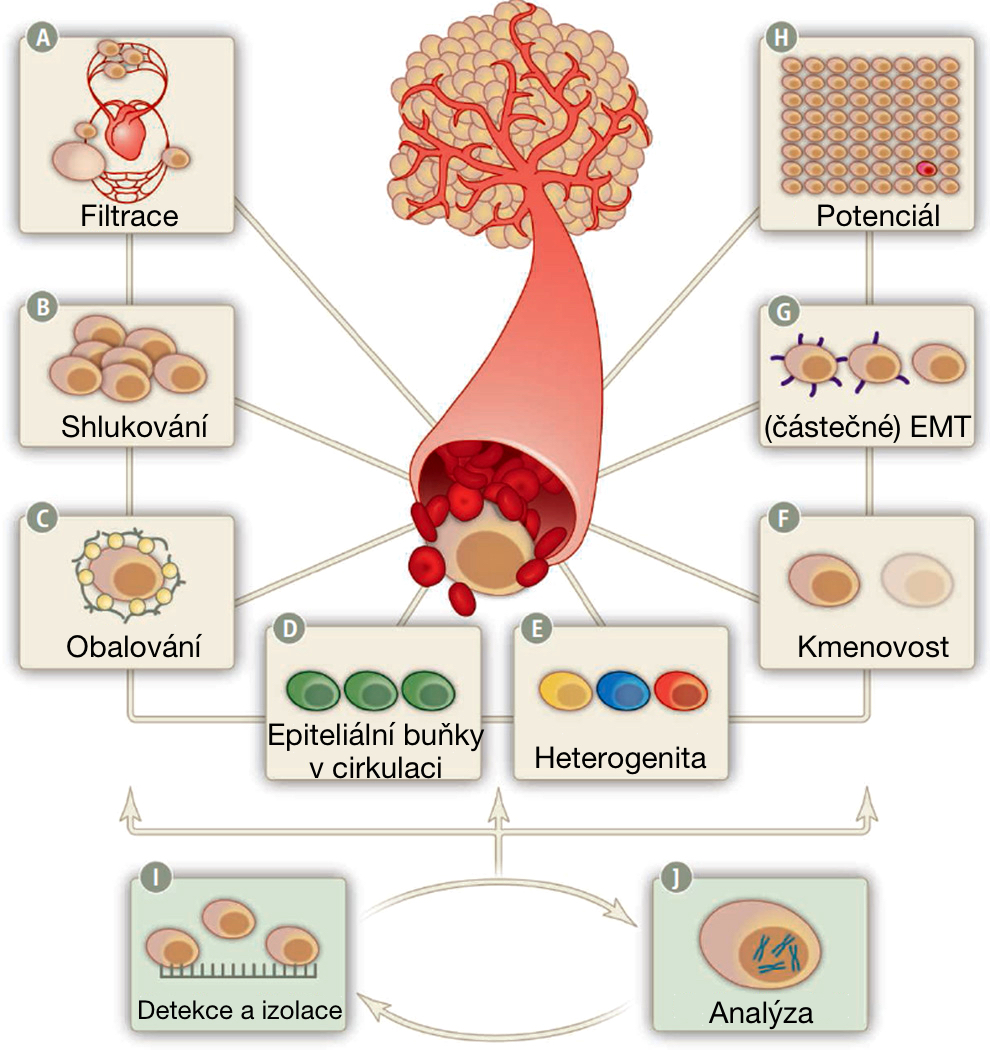 A
Filtrace
B
Shlukování
C
Obalování
D
Epiteliální buňky
v cirkulaci
E
Heterogenita
F
Kmenovost
G
(částečné) EMT
H
Potenciál
I
Detekce a izolace
J
Analýza